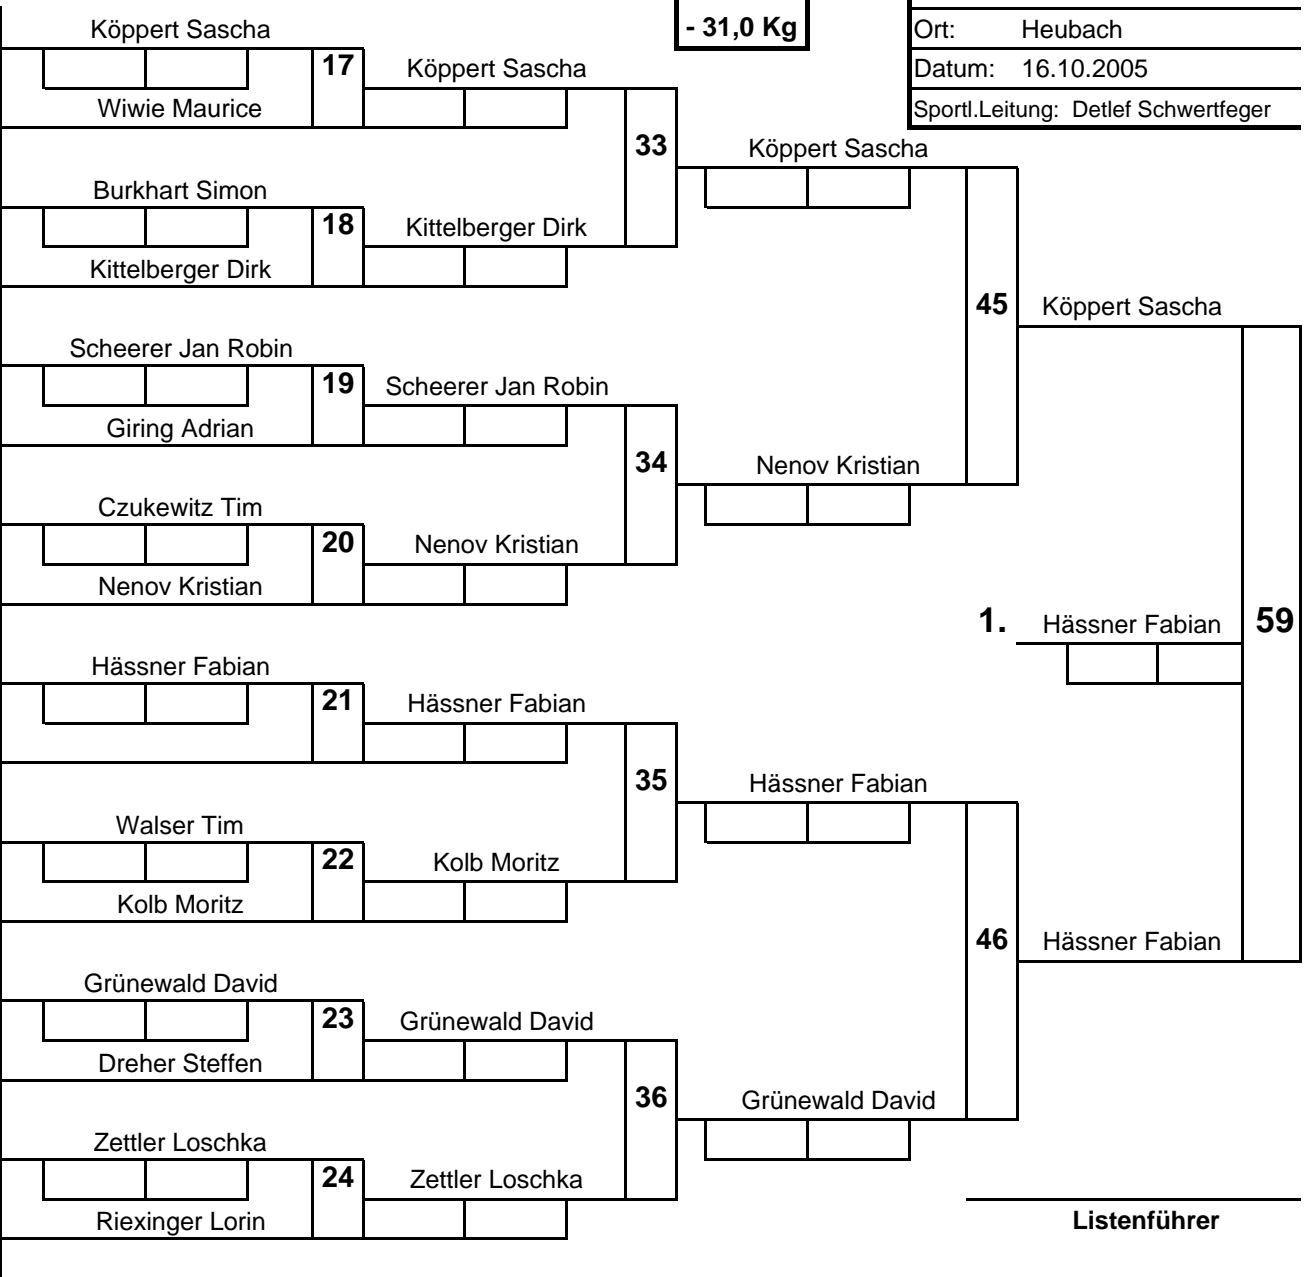 Köppert Sascha
- 31,0 Kg
Ort: Heubach
17
Köppert Sascha
Datum: 16.10.2005
Wiwie Maurice
Sportl.Leitung: Detlef Schwertfeger
33
Köppert Sascha
Burkhart Simon
18
Kittelberger Dirk
Kittelberger Dirk
45
Köppert Sascha
Scheerer Jan Robin
19
Scheerer Jan Robin
Giring Adrian
34
Nenov Kristian
Czukewitz Tim
20
Nenov Kristian
Nenov Kristian
1. Hässner Fabian
59
Hässner Fabian
21
Hässner Fabian
35
Hässner Fabian
Walser Tim
22
Kolb Moritz
Kolb Moritz
46
Hässner Fabian
Grünewald David
23
Grünewald David
Dreher Steffen
36
Grünewald David
Zettler Loschka
24
Zettler Loschka
Riexinger Lorin
Listenführer